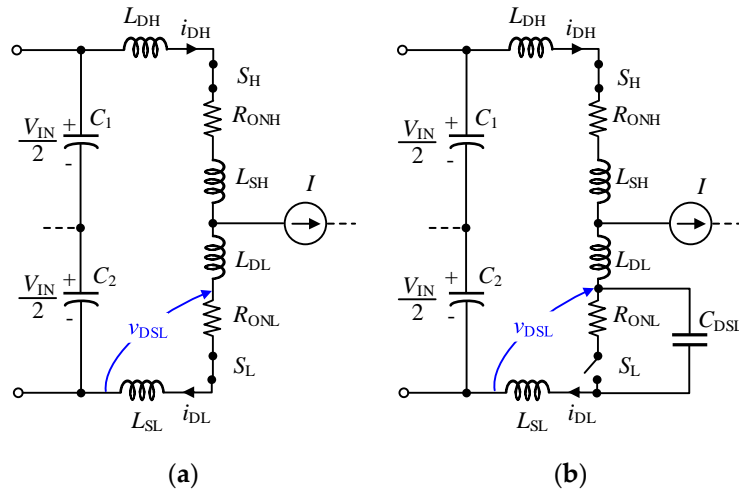 L_DH i_DH
S_H
R_ONH
V_IN/2 + - C_1
L_SH
I
L_DL
V_IN/2 + - C_2
R_ONL
v_DSL
S_L
L_SL i_DL
(a)
L_DH i_DH
S_H
R_ONH
V_IN/2 + - C_1
L_SH
I
L_DL
V_IN/2 + - C_2
R_ONL
C_DSL
v_DSL
S_L
L_SL i_DL
(b)